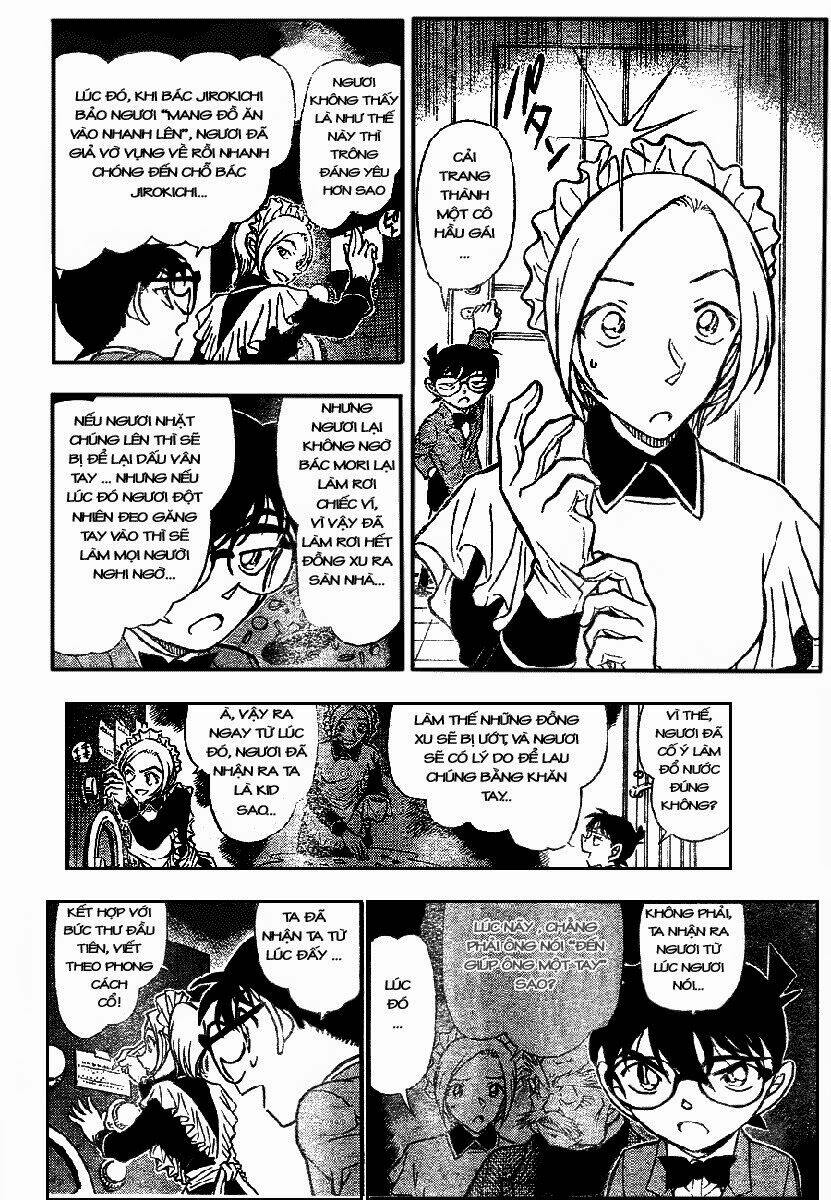 CẢI
TRANG
THÀNH
MỘT CÔ
HẦU GÁI
...
NGƯƠI
KHÔNG THẤY
LÀ NHƯ THẾ
NÀY THÌ
TRÔNG
ĐÁNG YÊU
HƠN SAO
LÚC ĐÓ, KHI BÁC JIROKICHI
BẢO NGƯƠI "MANG ĐỒ ĂN
VÀO NHANH LÊN", NGƯƠI ĐÃ
GIẢ VỜ VỤNG VỀ RỒI NHANH
CHÓNG ĐẾN CHỖ BÁC
JIROKICHI...
NHƯNG
NGƯƠI LẠI
KHÔNG NGỜ
BÁC MORI LẠI
LÀM RƠI
CHIẾC VÍ,
VÌ VẬY ĐÃ
LÀM RƠI HẾT
ĐỒNG XU RA
SÀN NHÀ...
NẾU NGƯƠI NHẶT
CHÚNG LÊN THÌ SẼ
BỊ ĐỂ LẠI DẤU VÂN
TAY ... NHƯNG NẾU
LÚC ĐÓ NGƯƠI ĐỘT
NHIÊN ĐEO GĂNG
TAY VÀO THÌ SẼ
LÀM MỌI NGƯỜI
NGHI NGỜ...
VÌ THẾ,
NGƯƠI ĐÃ
CỐ Ý LÀM
ĐỔ NƯỚC
ĐÚNG
KHÔNG?
LÀM THẾ NHỮNG ĐỒNG
XU SẼ BỊ ƯỚT, VÀ NGƯƠI
SẼ CÓ LÝ DO ĐỂ LAU
CHÚNG BẰNG KHĂN
TAY...
À, VẬY RA
NGAY TỪ LÚC
ĐÓ, NGƯƠI ĐÃ
NHẬN RA TA
LÀ KID
SAO...
KHÔNG PHẢI,
TA NHẬN RA
NGƯƠI TỪ
LÚC NGƯƠI
NÓI...
LÚC NÀY , CHẲNG
PHẢI ÔNG NÓI "ĐẾN
GIÚP ÔNG MỘT TAY"
SAO?
LÚC
ĐÓ
...
TA ĐÃ
NHẬN TA TỪ
LÚC ĐẤY ...
KẾT HỢP VỚI
BỨC THƯ ĐẦU
TIÊN, VIẾT
THEO PHONG
CÁCH
CỔ!